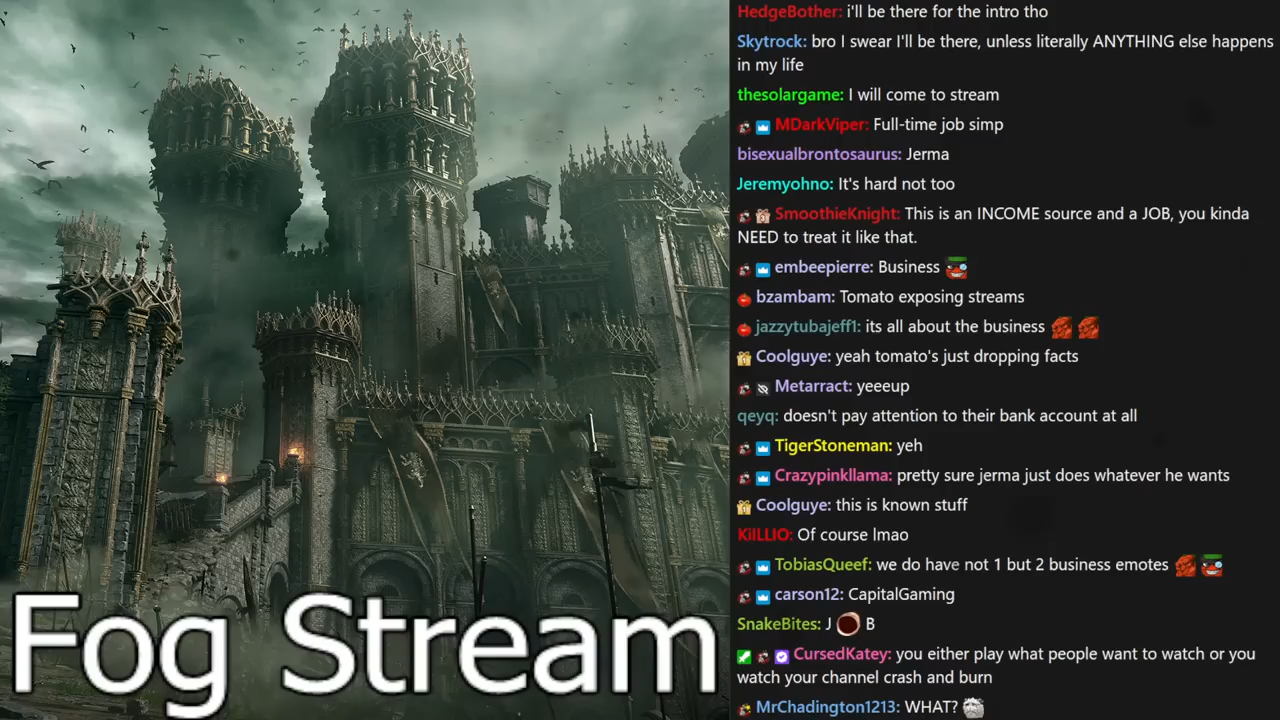 HedgeBother: i'll be there for the intro tho
Skytrock: bro I swear I'll be there, unless literally ANYTHING else happens
in my life
thesolargame: I will come to stream
MDarkViper: Full-time job simp
bisexualbrontosaurus: Jerma
Jeremyohno: It's hard not too
SmoothieKnight: This is an INCOME source and a JOB, you kinda
NEED to treat it like that.
embeepierre: Business
bzambam: Tomato exposing streams
jazzytubajeff1: its all about the business
Coolguye: yeah tomato's just dropping facts
Metarract: yeeeup
qeyq: doesn't pay attention to their bank account at all
TigerStoneman: yeh
Crazypinkllama: pretty sure jerma just does whatever he wants
Coolguye: this is known stuff
KiILLIO: Of course lmao
TobiasQueef: we do have not 1 but 2 business emotes
carson12: CapitalGaming
SnakeBites: J B
CursedKatey: you either play what people want to watch or you
watch your channel crash and burn
MrChadington1213: WHAT?
Fog Stream